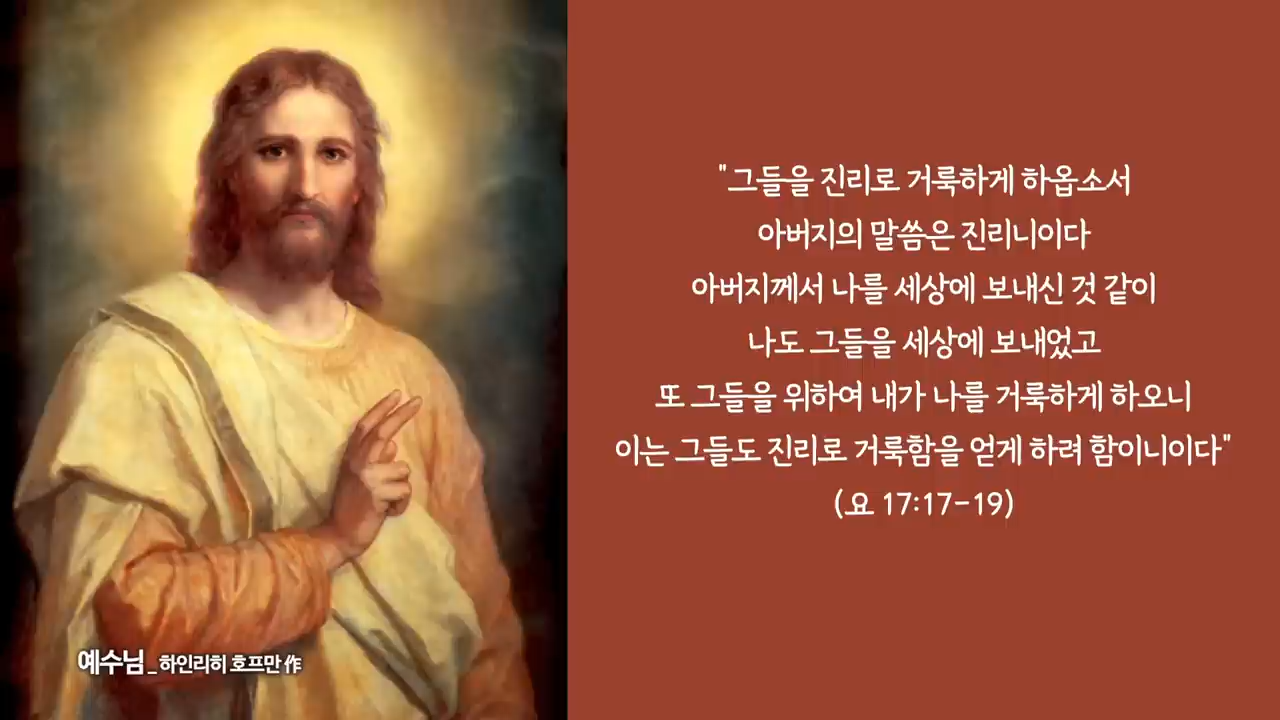 "그들을 진리로 거룩하게 하옵소서
아버지의 말씀은 진리니이다
아버지께서 나를 세상에 보내신 것 같이
나도 그들을 세상에 보내었고
또 그들을 위하여 내가 나를 거룩하게 하오니
이는 그들도 진리로 거룩함을 얻게 하려 함이니이다"
(요 17:17-19)
예수님_하인리히 호프만 作